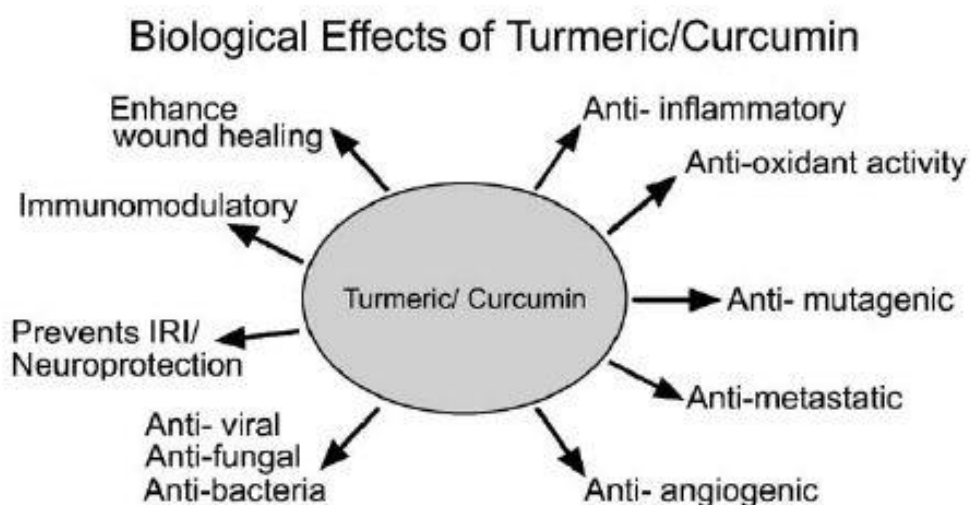 Biological Effects of Turmeric/Curcumin
Enhance
wound healing
Anti- inflammatory
Anti-oxidant activity
Immunomodulatory
Turmeric/ Curcumin
Anti- mutagenic
Prevents IRI/
Neuroprotection
Anti-metastatic
Anti- viral
Anti-fungal
Anti-bacteria
Anti- angiogenic